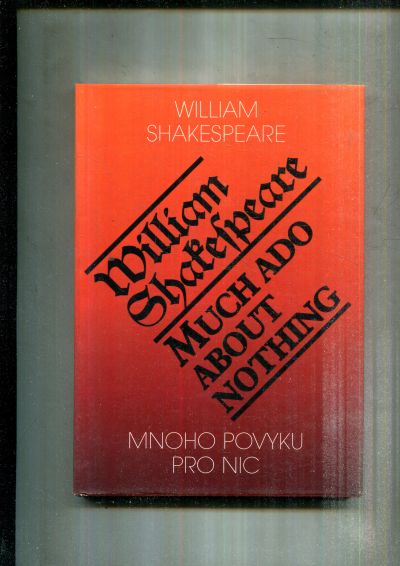 WILLIAM
SHAKESPEARE
William
Shakeſpeare
MUCH ADO
ABOUT
NOTHING
MNOHO POVYKU
PRO NIC